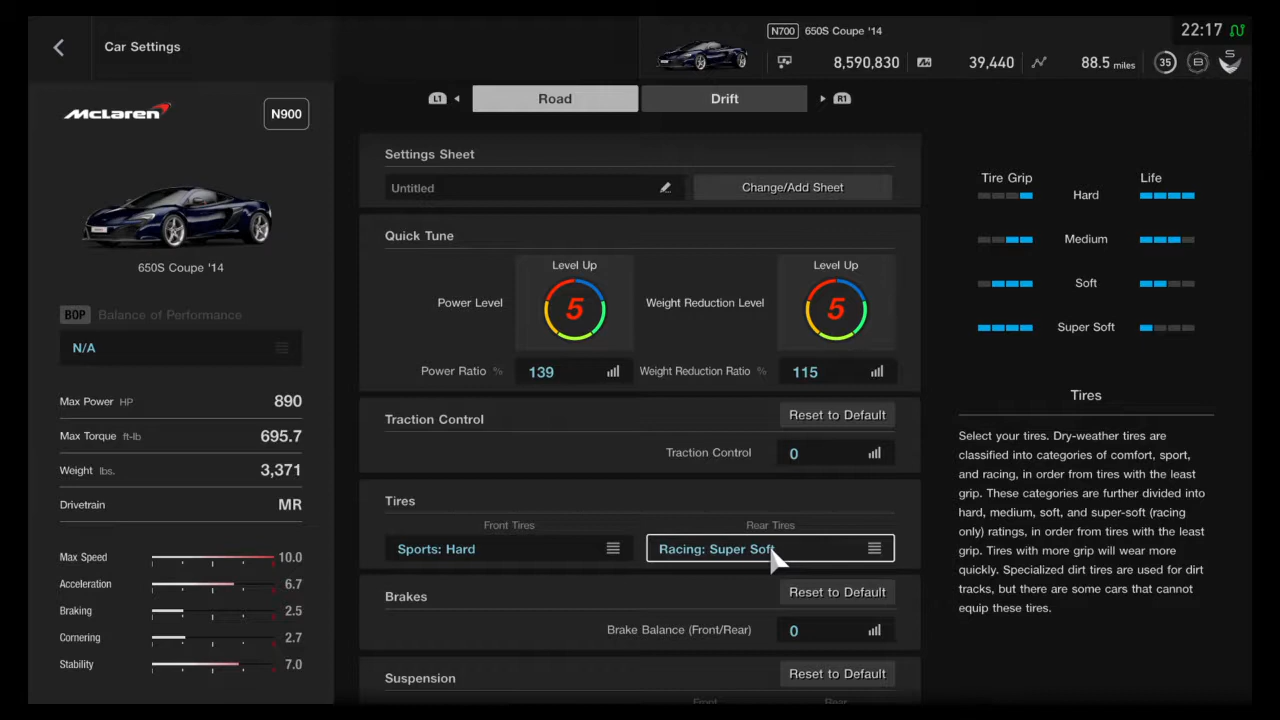 Car Settings
N700 650S Coupe '14
22:17
8,590,830
39,440
88.5 miles
35
B
S
McLaren
N900
650S Coupe '14
BOP Balance of Performance
N/A
Max Power HP 890
Max Torque ft-lb 695.7
Weight lbs. 3,371
Drivetrain MR
Max Speed 10.0
Acceleration 6.7
Braking 2.5
Cornering 2.7
Stability 7.0
L1 Road Drift R1
Settings Sheet
Untitled Change/Add Sheet
Quick Tune
Level Up Level Up
Power Level 5 Weight Reduction Level 5
Power Ratio % 139 Weight Reduction Ratio % 115
Traction Control Reset to Default
Traction Control 0
Tires
Front Tires Rear Tires
Sports: Hard Racing: Super Soft
Brakes Reset to Default
Brake Balance (Front/Rear) 0
Suspension Reset to Default
Front Rear
Tire Grip Life
Hard
Medium
Soft
Super Soft
Tires
Select your tires. Dry-weather tires are
classified into categories of comfort, sport,
and racing, in order from tires with the least
grip. These categories are further divided into
hard, medium, soft, and super-soft (racing
only) ratings, in order from tires with the least
grip. Tires with more grip will wear more
quickly. Specialized dirt tires are used for dirt
tracks, but there are some cars that cannot
equip these tires.